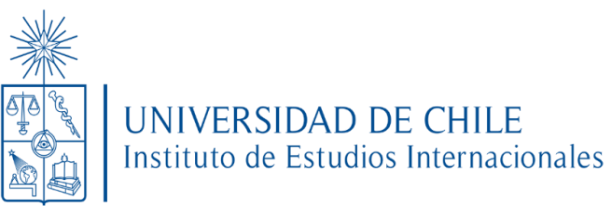 UNIVERSIDAD DE CHILE
Instituto de Estudios Internacionales